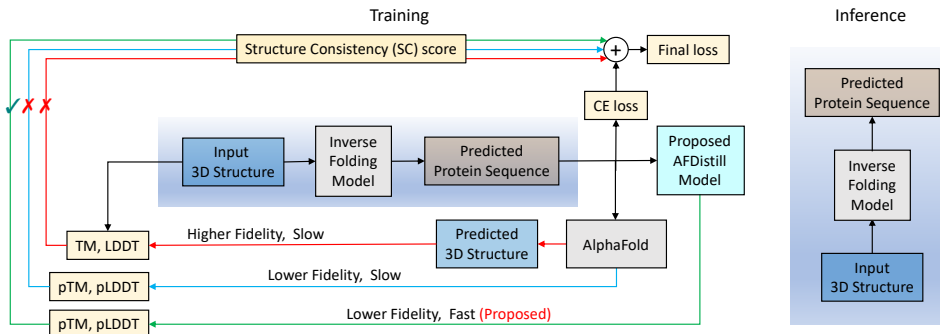 Training
Inference
Structure Consistency (SC) score
+
Final loss
✓ ✗ ✗
CE loss
Input
3D Structure
Inverse
Folding
Model
Predicted
Protein Sequence
Proposed
AFDistill
Model
TM, LDDT
Higher Fidelity, Slow
Predicted
3D Structure
AlphaFold
pTM, pLDDT
Lower Fidelity, Slow
pTM, pLDDT
Lower Fidelity, Fast (Proposed)
Predicted
Protein Sequence
Inverse
Folding
Model
Input
3D Structure